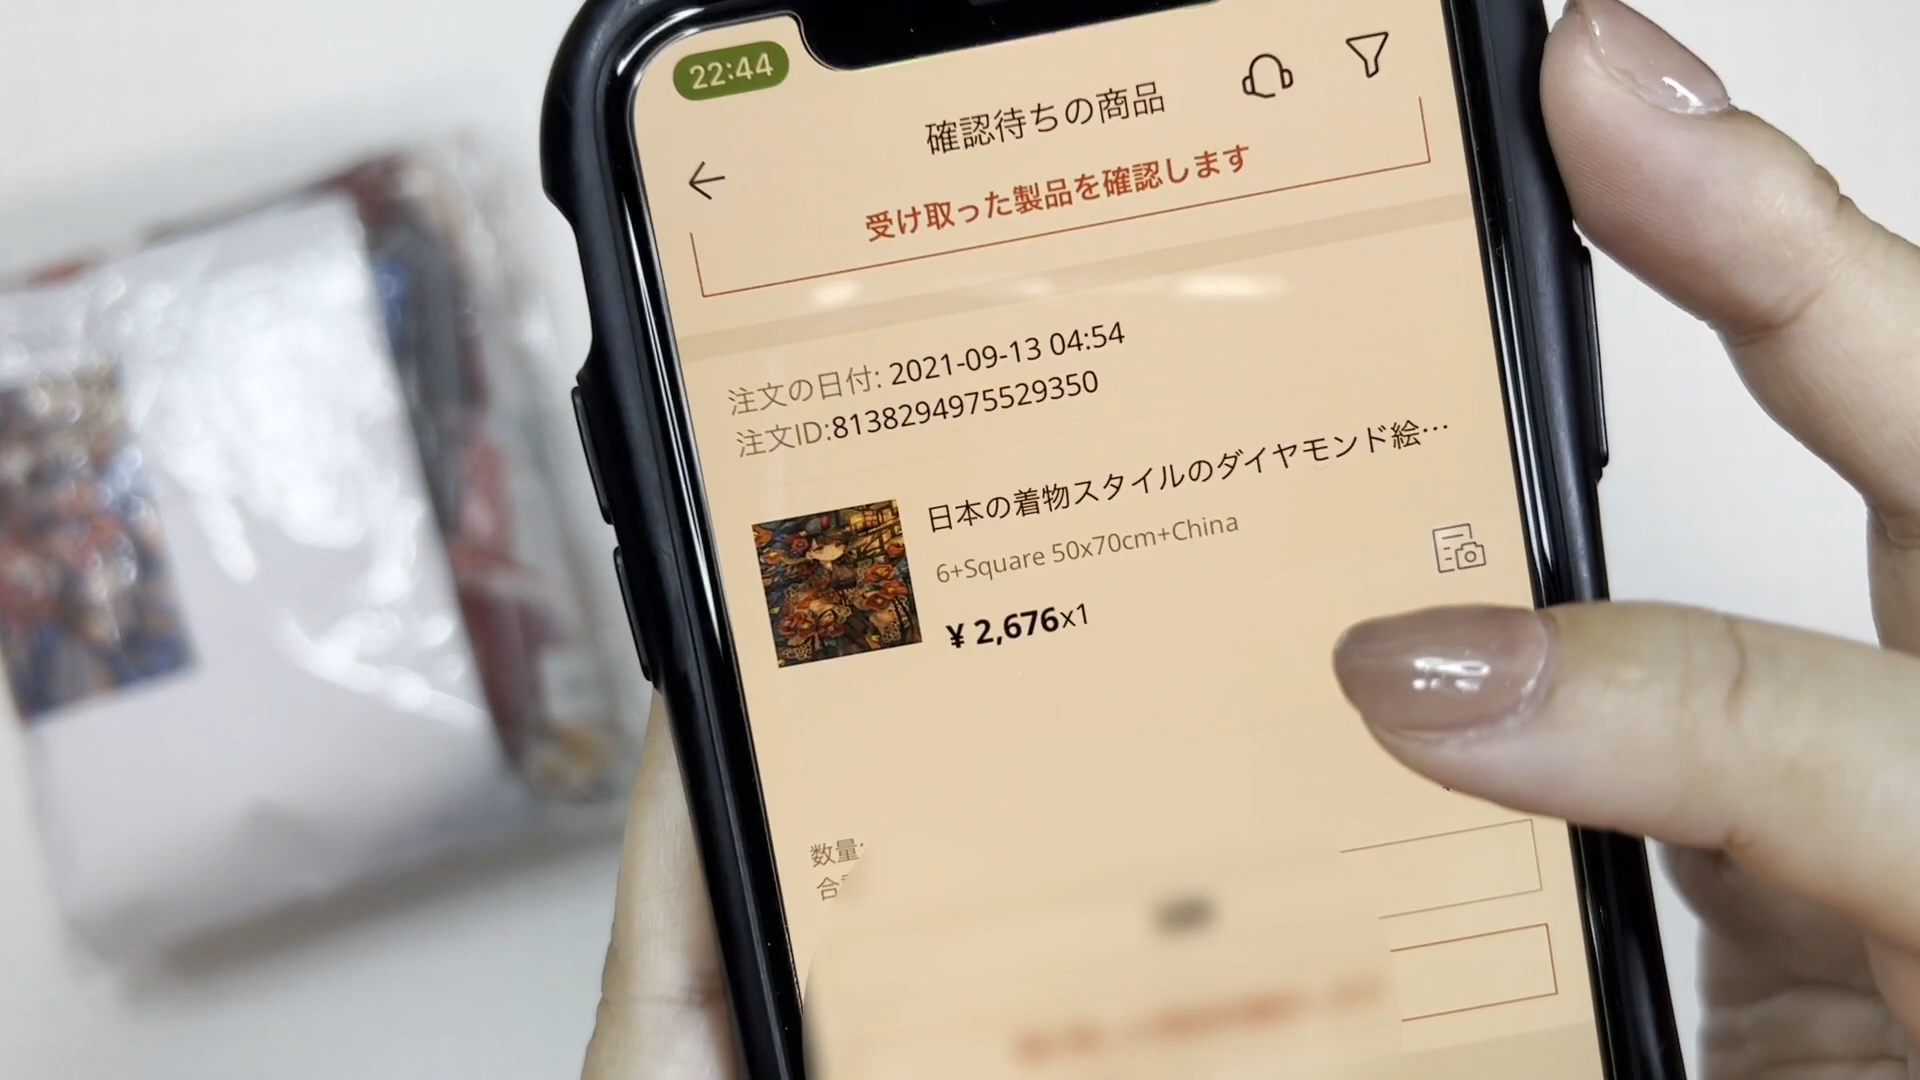 22:44
確認待ちの商品
受け取った製品を確認します
注文の日付: 2021-09-13 04:54
注文ID:8138294975529350
日本の着物スタイルのダイヤモンド絵…
6+Square 50x70cm+China
¥ 2,676x1
数量: